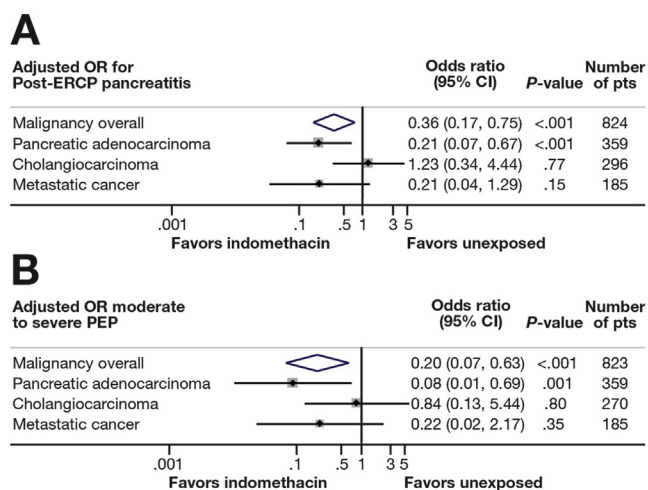 A
Adjusted OR for Post-ERCP pancreatitis Odds ratio (95% CI) P-value Number of pts
Malignancy overall 0.36 (0.17, 0.75) <.001 824
Pancreatic adenocarcinoma 0.21 (0.07, 0.67) <.001 359
Cholangiocarcinoma 1.23 (0.34, 4.44) .77 296
Metastatic cancer 0.21 (0.04, 1.29) .15 185
.001 .1 .5 1 3 5
Favors indomethacin Favors unexposed
B
Adjusted OR moderate to severe PEP Odds ratio (95% CI) P-value Number of pts
Malignancy overall 0.20 (0.07, 0.63) <.001 823
Pancreatic adenocarcinoma 0.08 (0.01, 0.69) .001 359
Cholangiocarcinoma 0.84 (0.13, 5.44) .80 270
Metastatic cancer 0.22 (0.02, 2.17) .35 185
.001 .1 .5 1 3 5
Favors indomethacin Favors unexposed